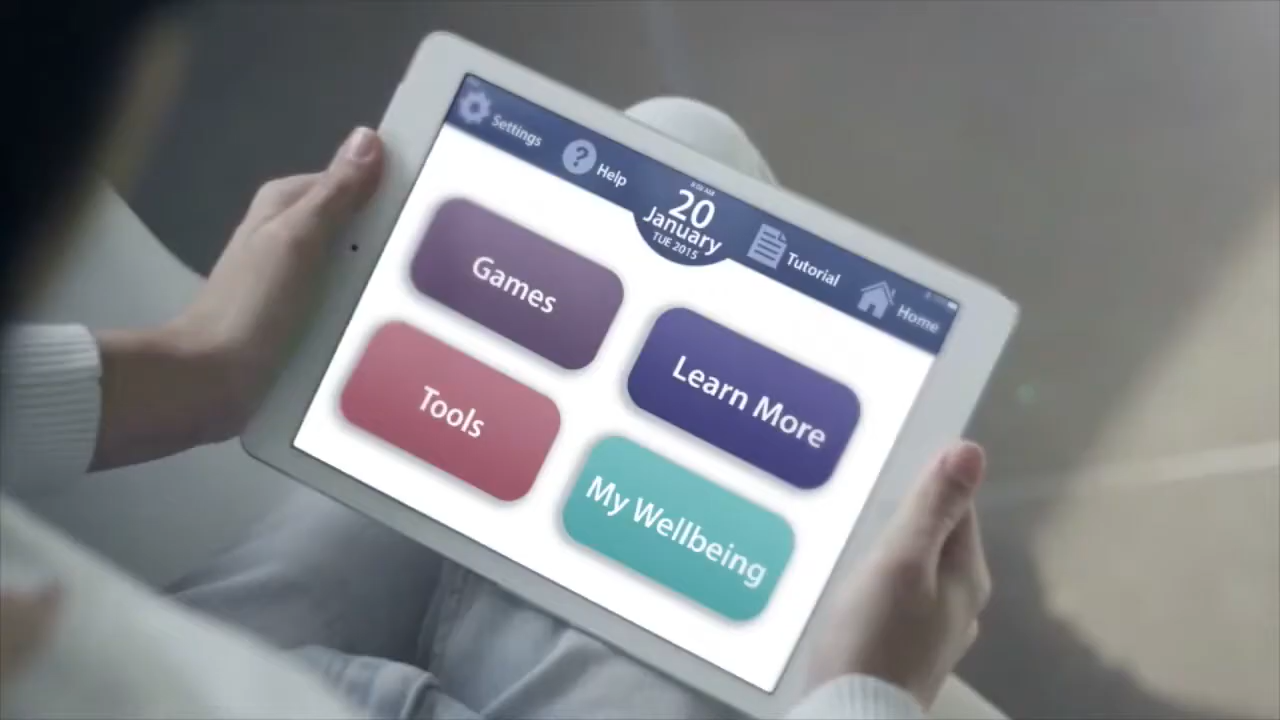 Settings
Help
20
January
TUE 2015
Tutorial
Home
Games
Learn More
Tools
My Wellbeing